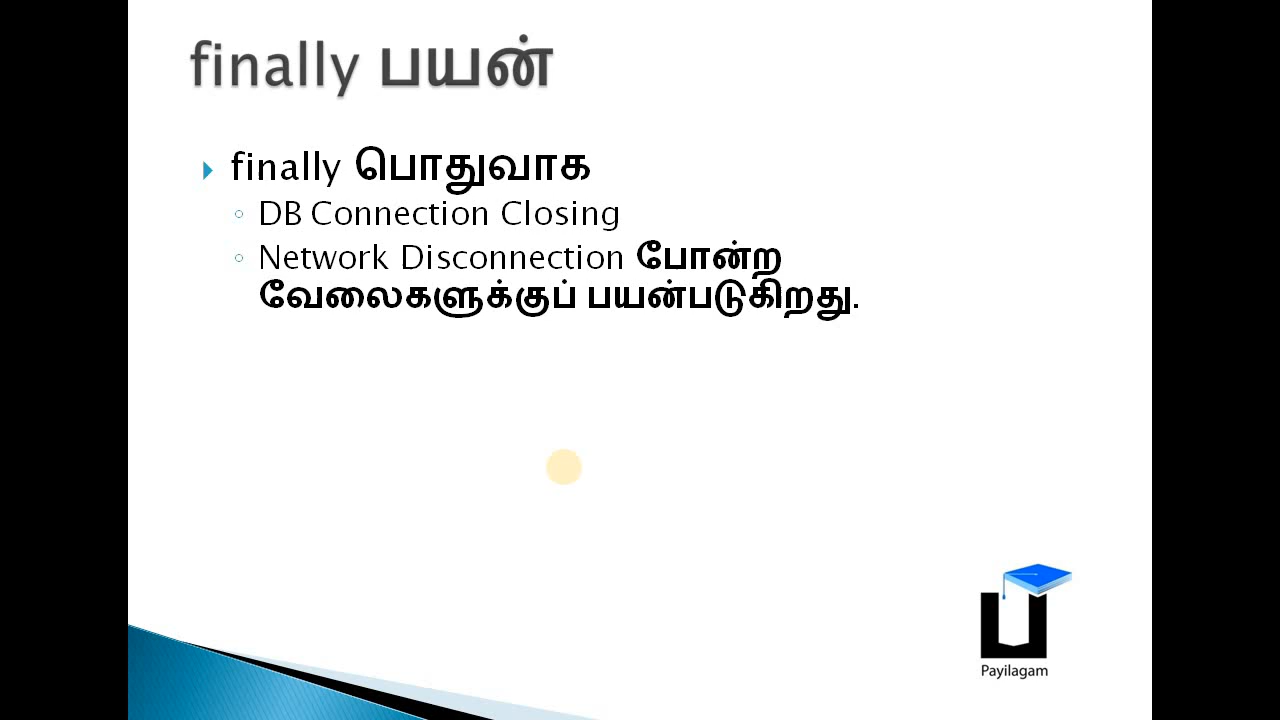 finally பயன்
finally பொதுவாக
DB Connection Closing
Network Disconnection போன்ற
வேலைகளுக்குப் பயன்படுகிறது.
Payilagam